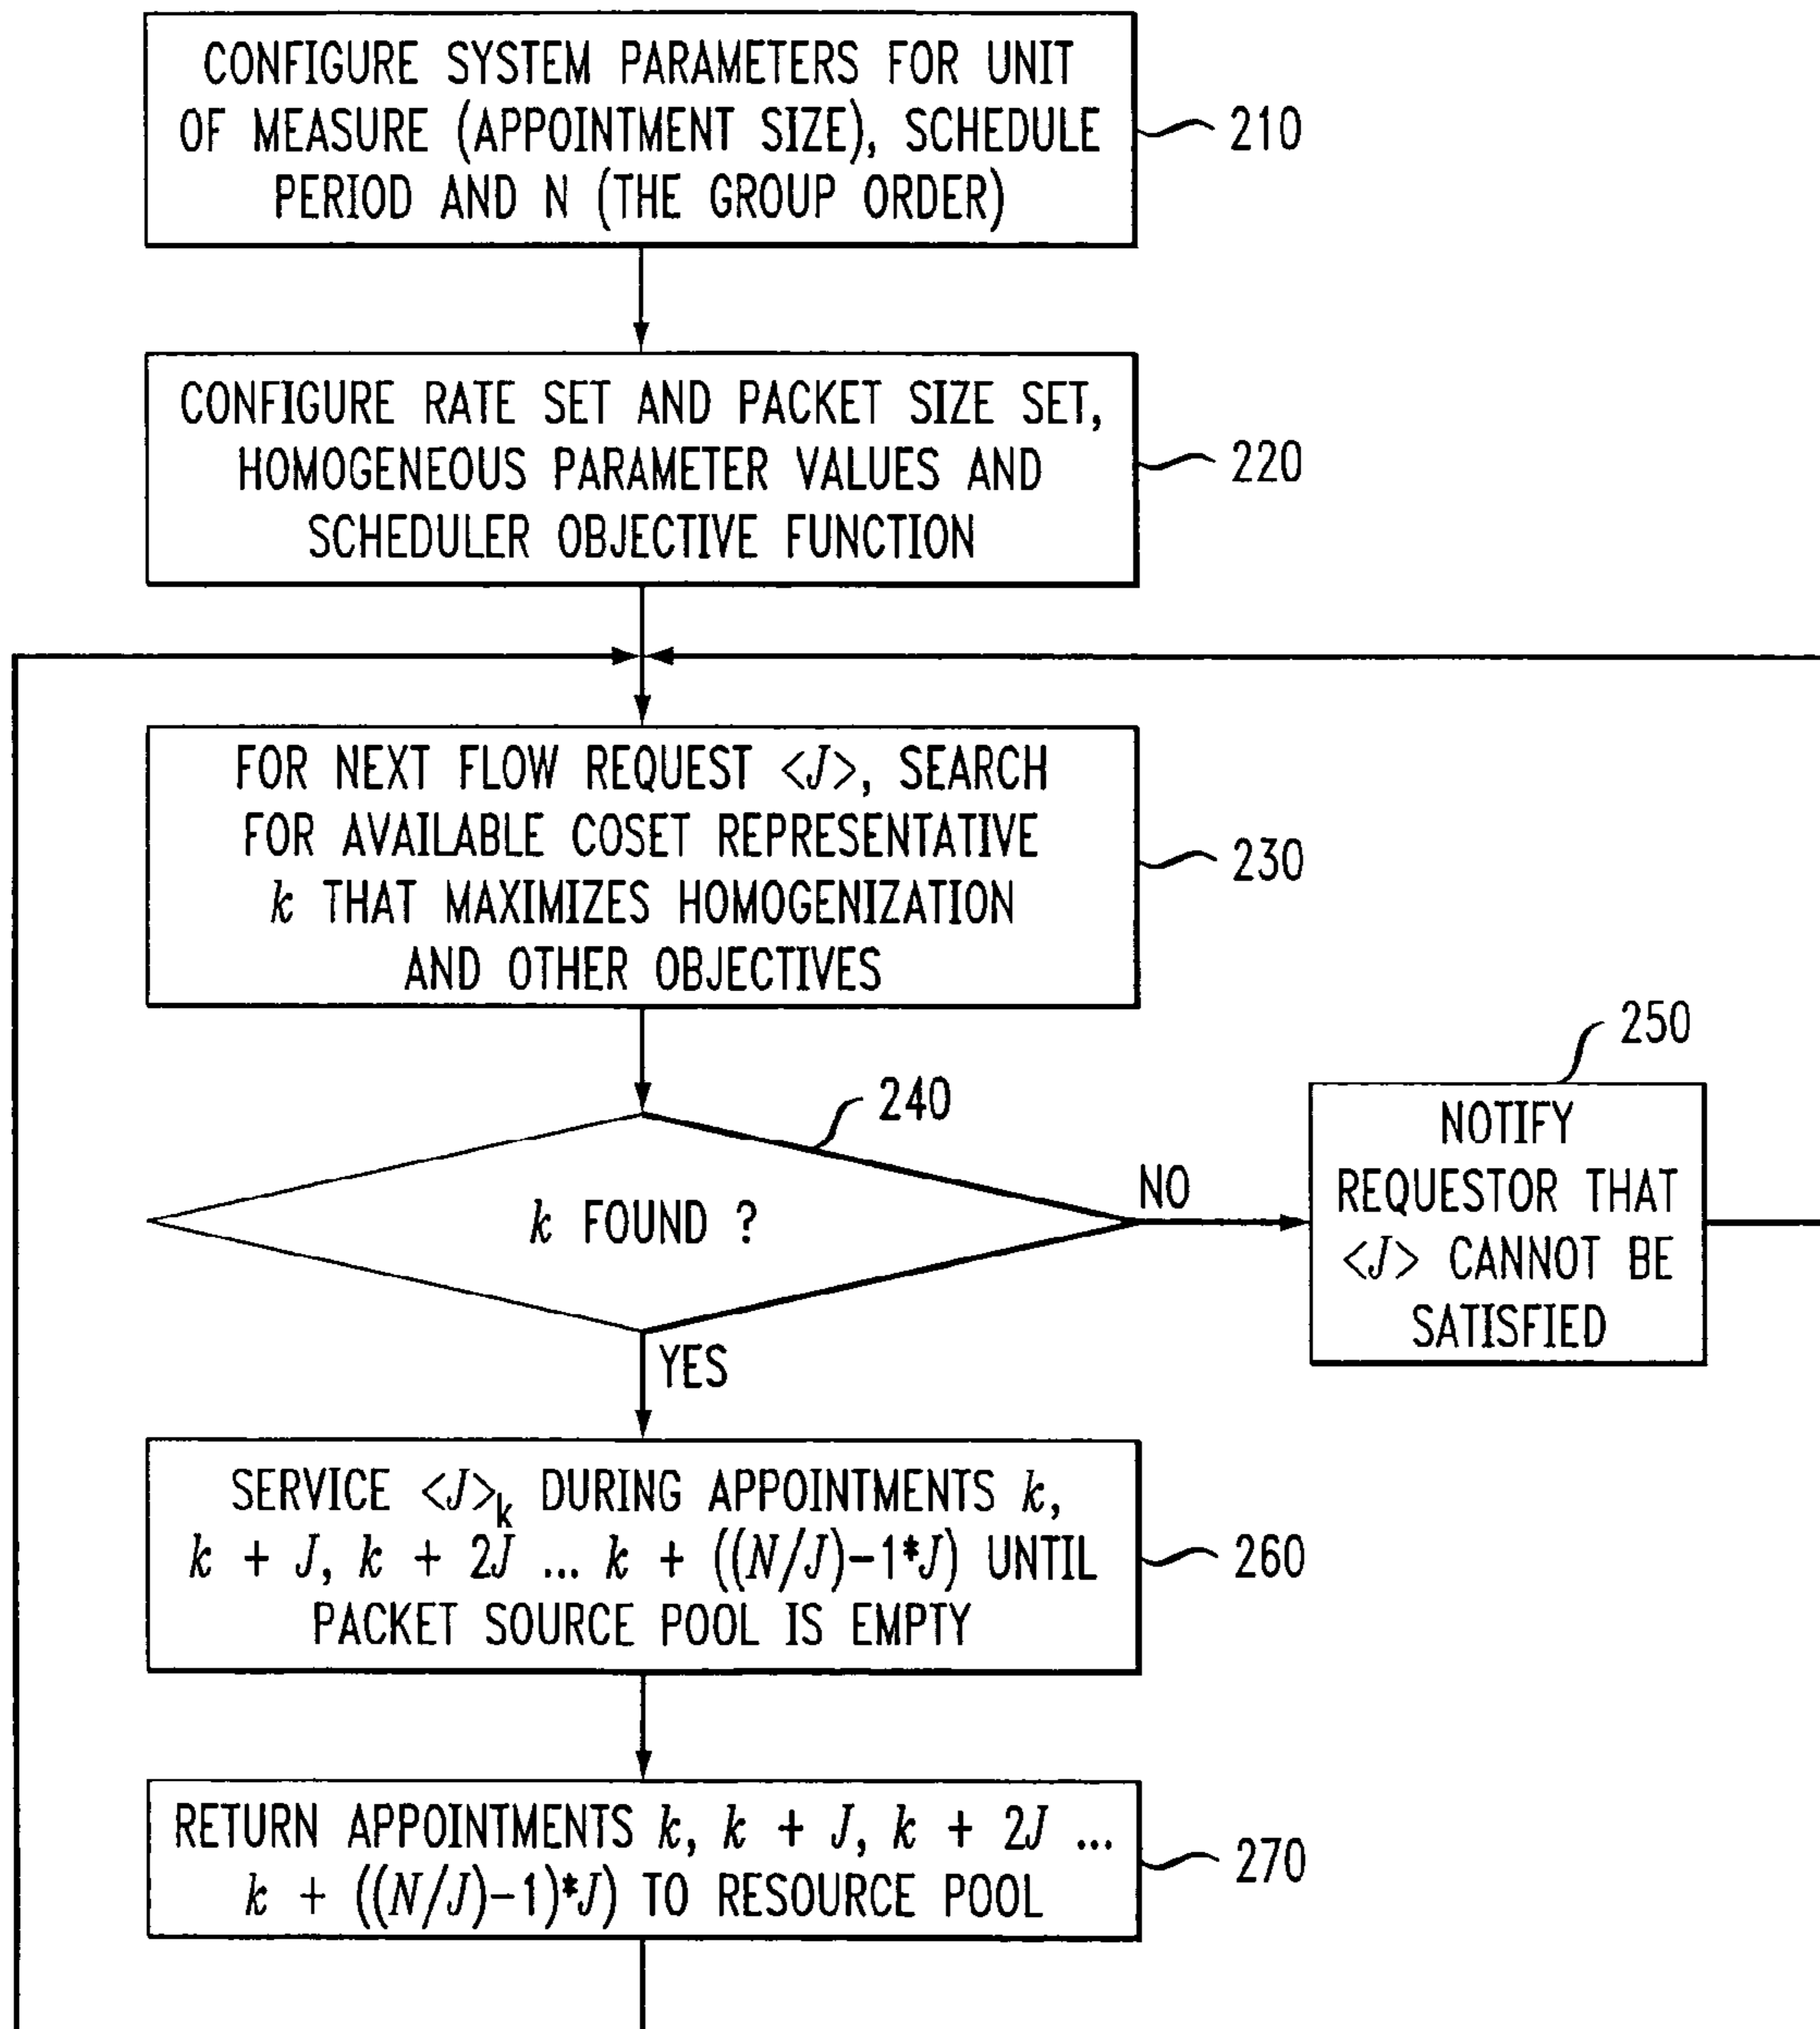 CONFIGURE SYSTEM PARAMETERS FOR UNIT
OF MEASURE (APPOINTMENT SIZE), SCHEDULE
PERIOD AND N (THE GROUP ORDER)
210
CONFIGURE RATE SET AND PACKET SIZE SET,
HOMOGENEOUS PARAMETER VALUES AND
SCHEDULER OBJECTIVE FUNCTION
220
FOR NEXT FLOW REQUEST <J>, SEARCH
FOR AVAILABLE COSET REPRESENTATIVE
k THAT MAXIMIZES HOMOGENIZATION
AND OTHER OBJECTIVES
230
240
k FOUND ?
NO
YES
250
NOTIFY
REQUESTOR THAT
<J> CANNOT BE
SATISFIED
SERVICE <J>k DURING APPOINTMENTS k,
k + J, k + 2J ... k + ((N/J)-1*J) UNTIL
PACKET SOURCE POOL IS EMPTY
260
RETURN APPOINTMENTS k, k + J, k + 2J ...
k + ((N/J)-1)*J) TO RESOURCE POOL
270